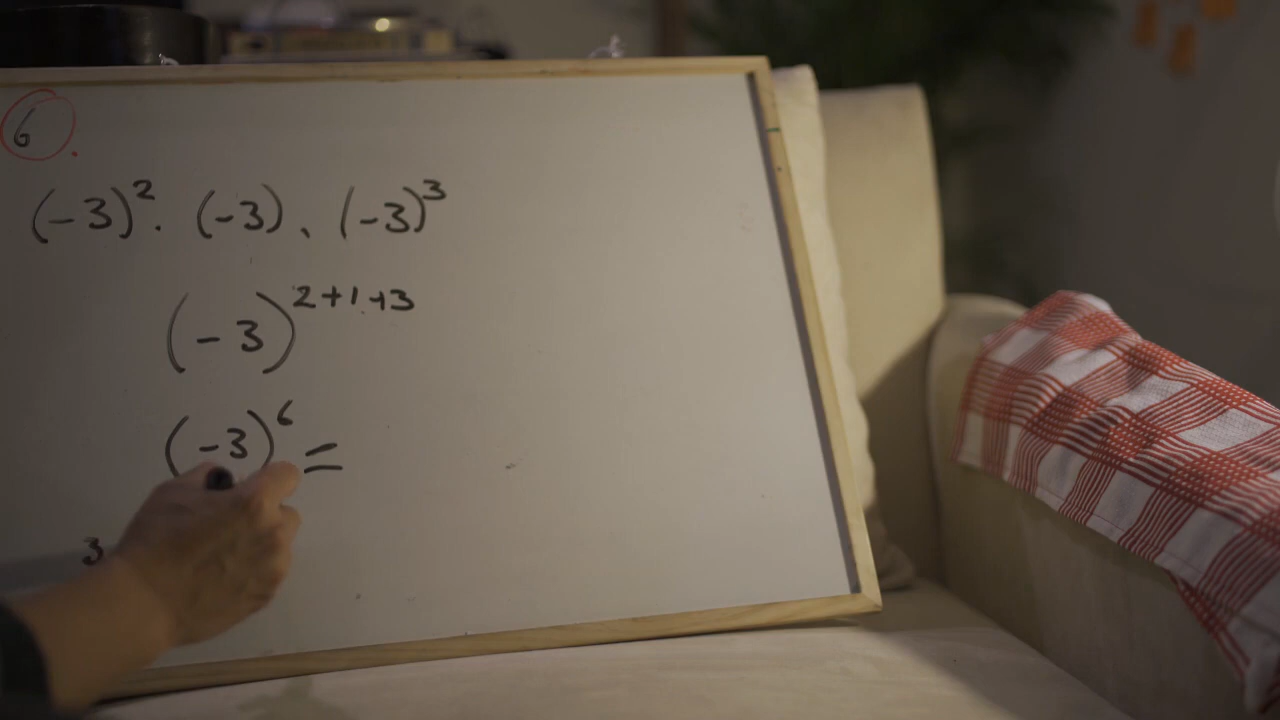 6.
(-3)². (-3). (-3)³
(-3)²⁺¹⁺³
(-3)⁶ =
3